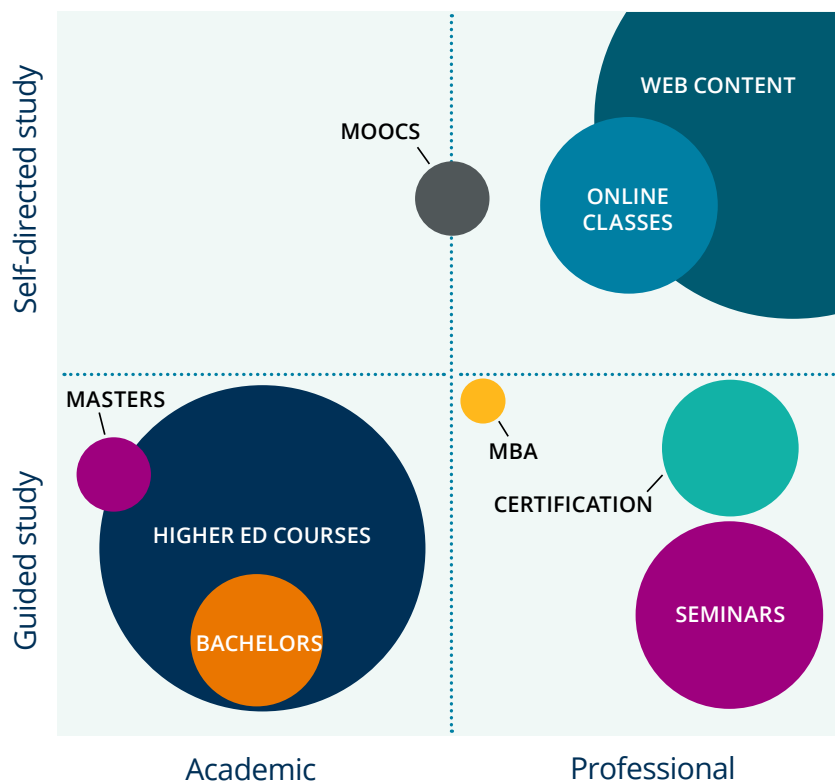 Self-directed study
WEB CONTENT
MOOCS
ONLINE
CLASSES
Guided study
MASTERS
MBA
CERTIFICATION
HIGHER ED COURSES
SEMINARS
BACHELORS
Academic
Professional